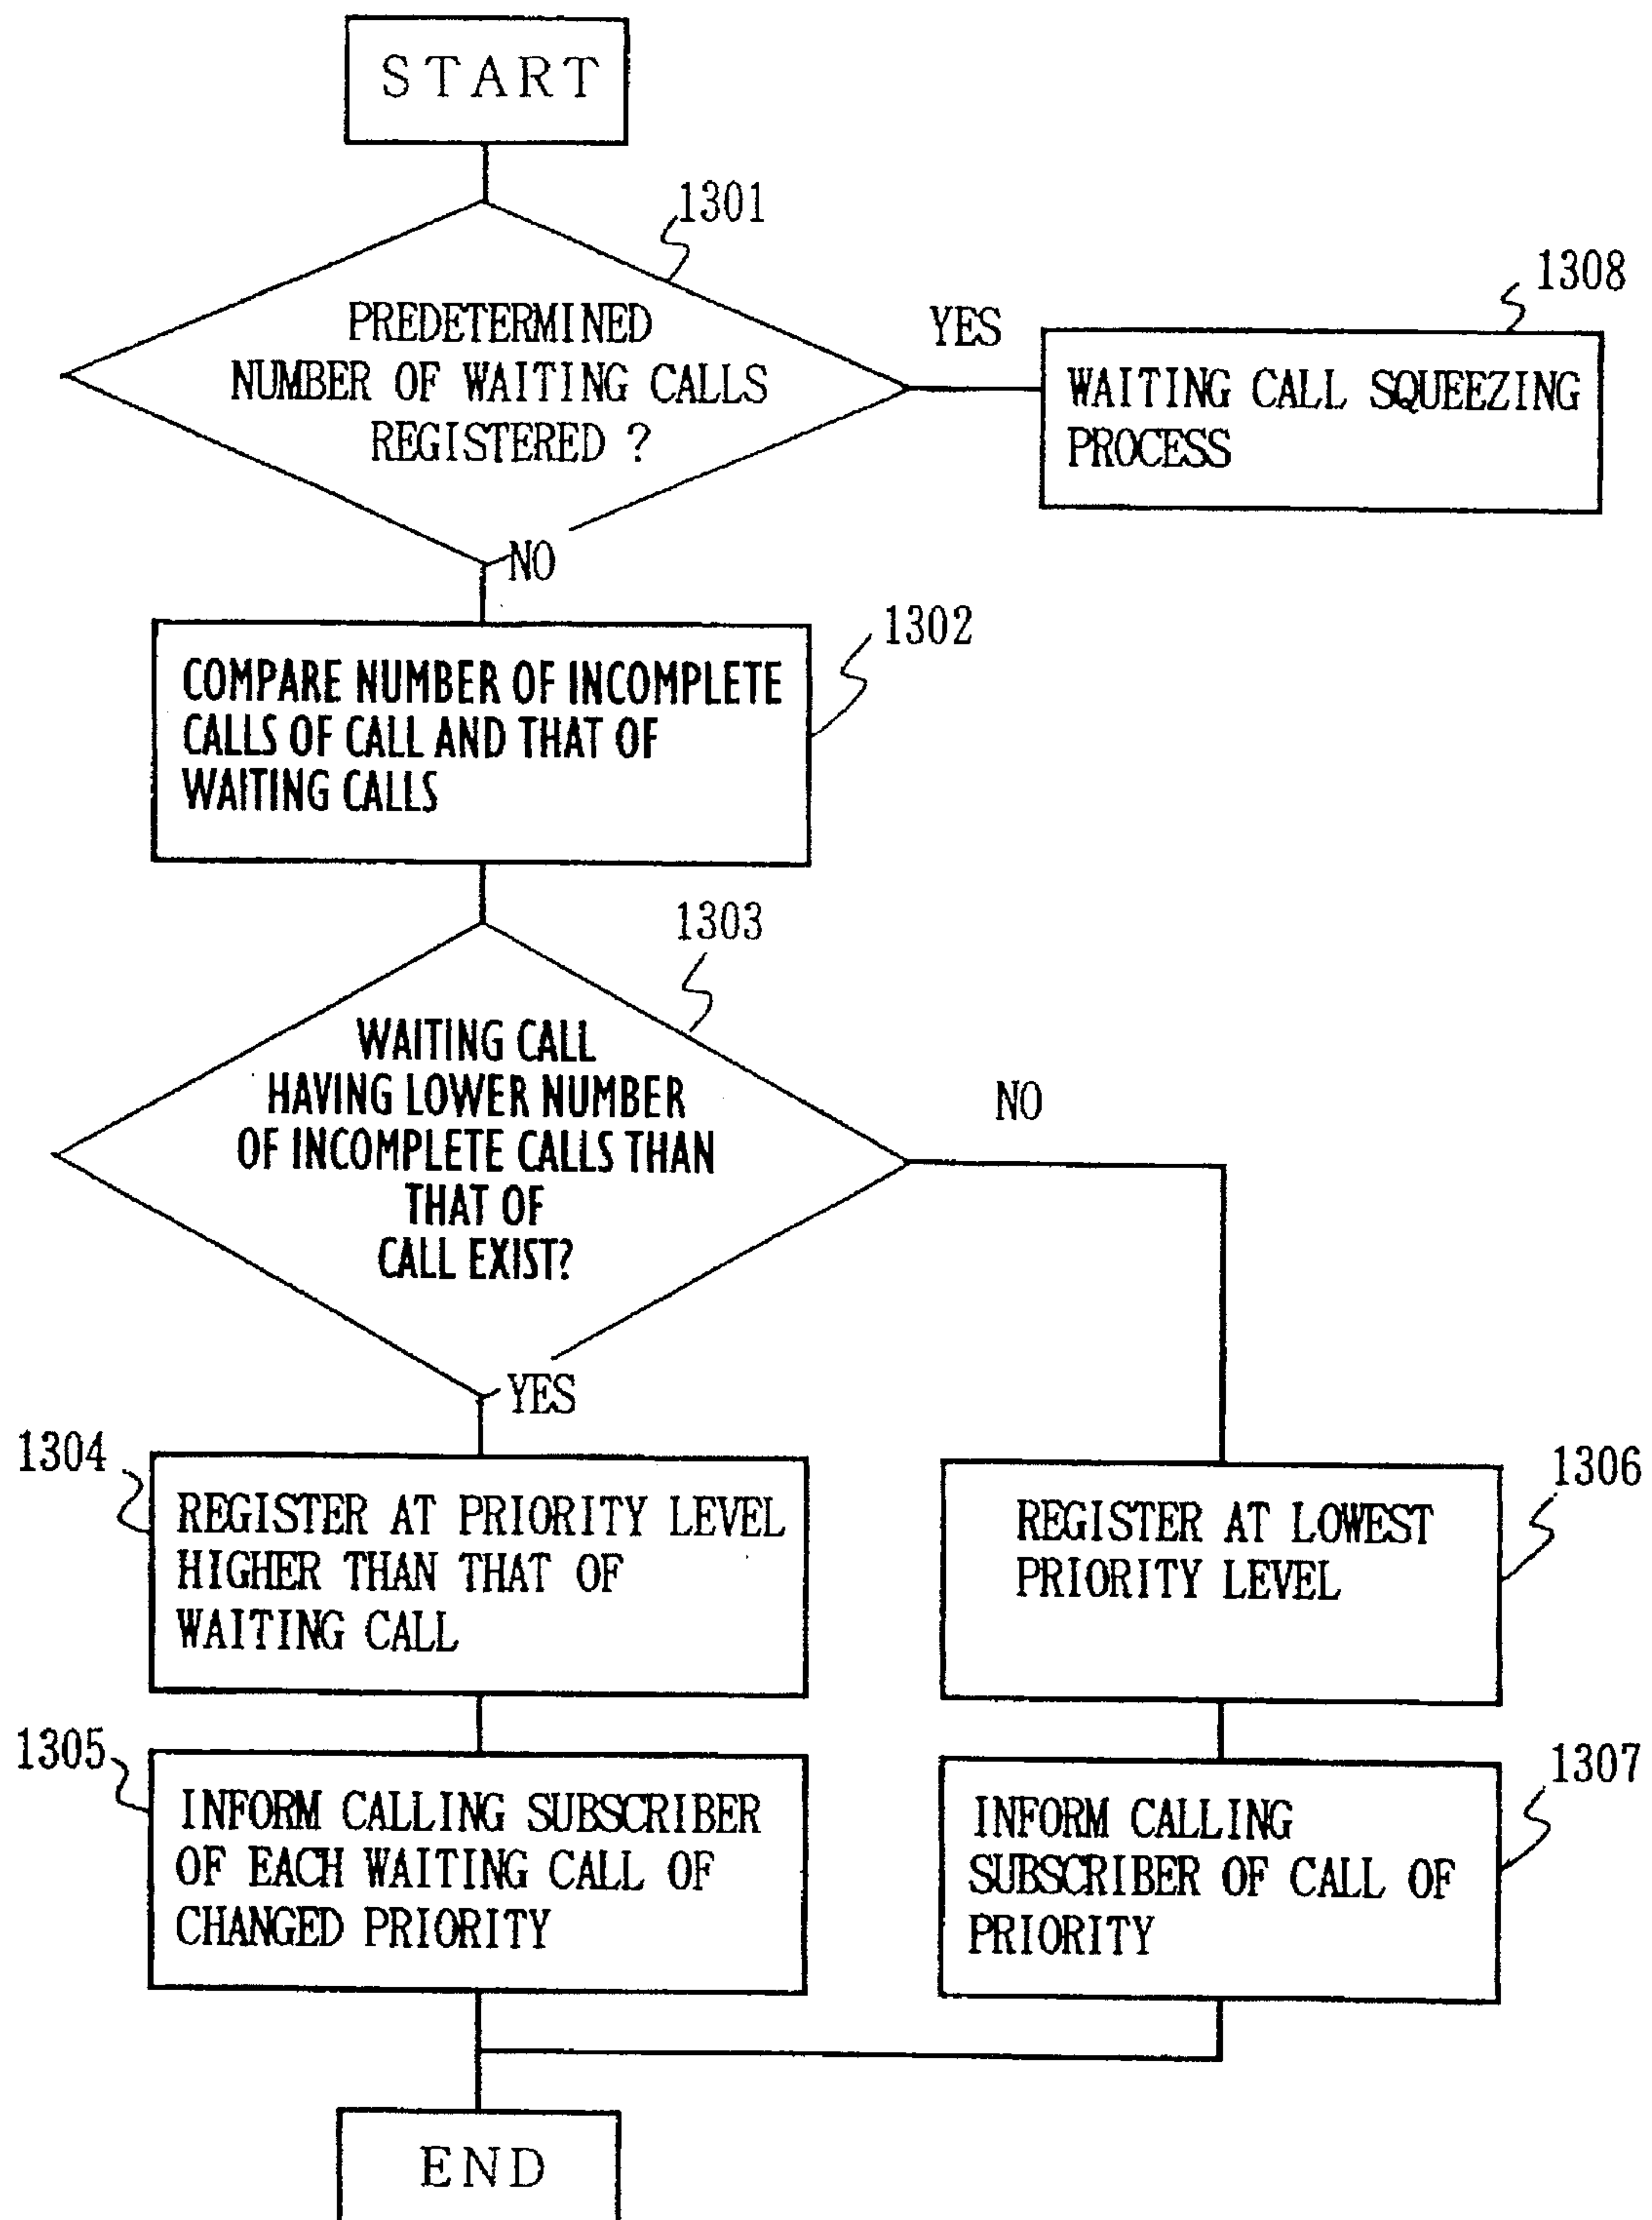 START
1301
PREDETERMINED
NUMBER OF WAITING CALLS
REGISTERED ?
YES
1308
WAITING CALL SQUEEZING
PROCESS
NO
1302
COMPARE NUMBER OF INCOMPLETE
CALLS OF CALL AND THAT OF
WAITING CALLS
1303
WAITING CALL
HAVING LOWER NUMBER
OF INCOMPLETE CALLS THAN
THAT OF
CALL EXIST?
NO
YES
1304
REGISTER AT PRIORITY LEVEL
HIGHER THAN THAT OF
WAITING CALL
1306
REGISTER AT LOWEST
PRIORITY LEVEL
1305
INFORM CALLING SUBSCRIBER
OF EACH WAITING CALL OF
CHANGED PRIORITY
1307
INFORM CALLING
SUBSCRIBER OF CALL OF
PRIORITY
END